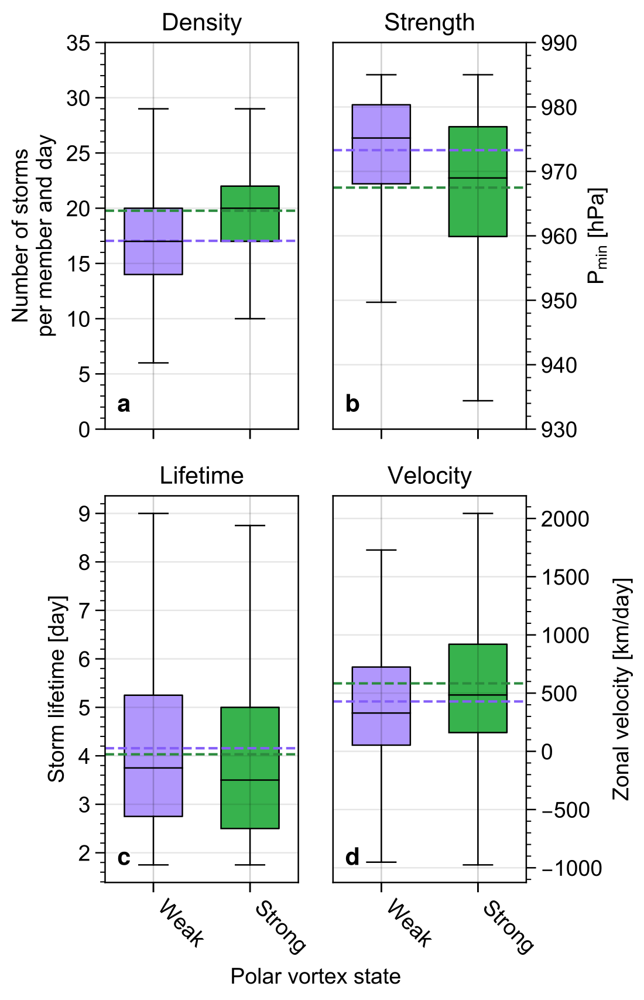 Density
Strength
35
30
25
20
15
10
5
0
Number of storms
per member and day
a
990
980
970
960
950
940
930
P_min [hPa]
b
Lifetime
Velocity
9
8
7
6
5
4
3
2
Storm lifetime [day]
c
2000
1500
1000
500
0
−500
−1000
Zonal velocity [km/day]
d
Weak
Strong
Weak
Strong
Polar vortex state